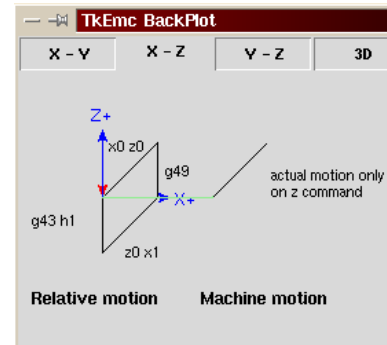 TkEmc BackPlot
X - Y X - Z Y - Z 3D
Z+
x0 z0
g49
X+
actual motion only
on z command
g43 h1
z0 x1
Relative motion Machine motion